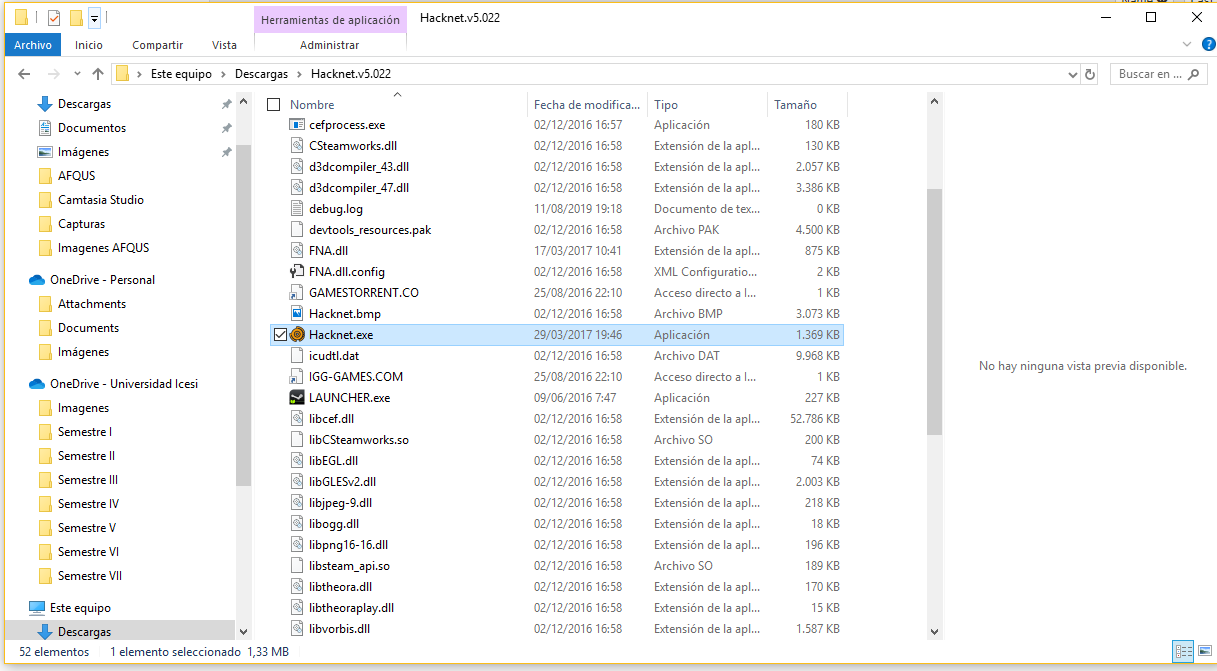 Herramientas de aplicación
Hacknet.v5.022
Archivo
Inicio
Compartir
Vista
Administrar
Este equipo
Descargas
Hacknet.v5.022
Buscar en ...
Descargas
Documentos
Imágenes
AFQUS
Camtasia Studio
Capturas
Imagenes AFQUS
OneDrive - Personal
Attachments
Documents
Imágenes
OneDrive - Universidad Icesi
Imagenes
Semestre I
Semestre II
Semestre III
Semestre IV
Semestre V
Semestre VI
Semestre VII
Este equipo
Descargas
Nombre Fecha de modifica... Tipo Tamaño
cefprocess.exe 02/12/2016 16:57 Aplicación 180 KB
CSteamworks.dll 02/12/2016 16:58 Extensión de la apl... 130 KB
d3dcompiler_43.dll 02/12/2016 16:58 Extensión de la apl... 2.057 KB
d3dcompiler_47.dll 02/12/2016 16:58 Extensión de la apl... 3.386 KB
debug.log 11/08/2019 19:18 Documento de tex... 0 KB
devtools_resources.pak 02/12/2016 16:58 Archivo PAK 4.500 KB
FNA.dll 17/03/2017 10:41 Extensión de la apl... 875 KB
FNA.dll.config 02/12/2016 16:58 XML Configuratio... 2 KB
GAMESTORRENT.CO 25/08/2016 22:10 Acceso directo a I... 1 KB
Hacknet.bmp 02/12/2016 16:58 Archivo BMP 3.073 KB
Hacknet.exe 29/03/2017 19:46 Aplicación 1.369 KB
icudtl.dat 02/12/2016 16:58 Archivo DAT 9.968 KB
IGG-GAMES.COM 25/08/2016 22:10 Acceso directo a I... 1 KB
LAUNCHER.exe 09/06/2016 7:47 Aplicación 227 KB
libcef.dll 02/12/2016 16:58 Extensión de la apl... 52.786 KB
libCSteamworks.so 02/12/2016 16:58 Archivo SO 200 KB
libEGL.dll 02/12/2016 16:58 Extensión de la apl... 74 KB
libGLESv2.dll 02/12/2016 16:58 Extensión de la apl... 2.003 KB
libjpeg-9.dll 02/12/2016 16:58 Extensión de la apl... 218 KB
libogg.dll 02/12/2016 16:58 Extensión de la apl... 18 KB
libpng16-16.dll 02/12/2016 16:58 Extensión de la apl... 196 KB
libsteam_api.so 02/12/2016 16:58 Archivo SO 189 KB
libtheora.dll 02/12/2016 16:58 Extensión de la apl... 170 KB
libtheoraplay.dll 02/12/2016 16:58 Extensión de la apl... 15 KB
libvorbis.dll 02/12/2016 16:58 Extensión de la apl... 1.587 KB
No hay ninguna vista previa disponible.
52 elementos
1 elemento seleccionado 1,33 MB